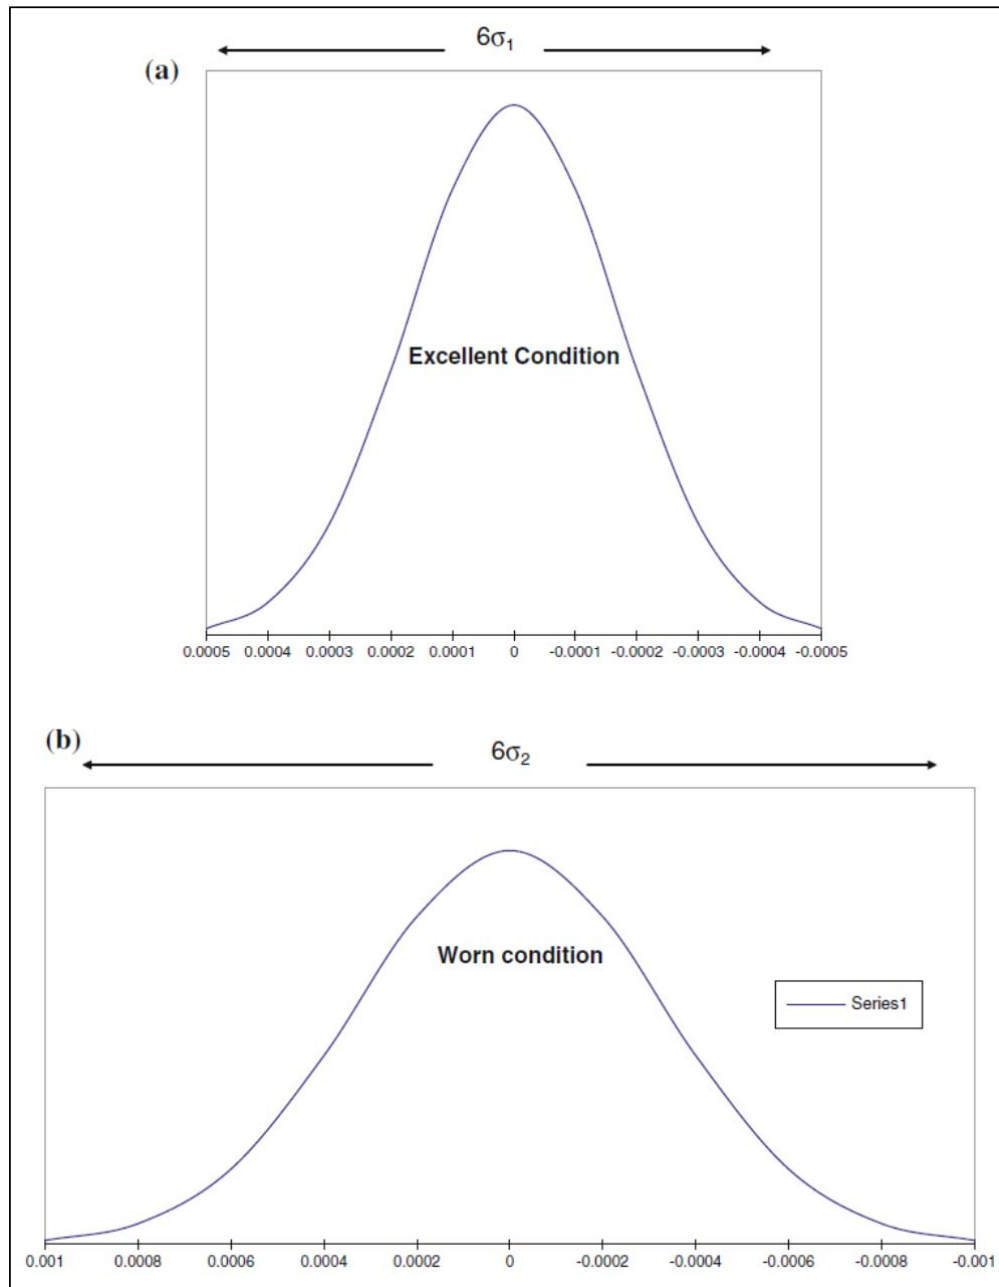 6σ1
(a)
Excellent Condition
0.0005 0.0004 0.0003 0.0002 0.0001 0 -0.0001 -0.0002 -0.0003 -0.0004 -0.0005
(b)
6σ2
Worn condition
Series1
0.001 0.0008 0.0006 0.0004 0.0002 0 -0.0002 -0.0004 -0.0006 -0.0008 -0.001